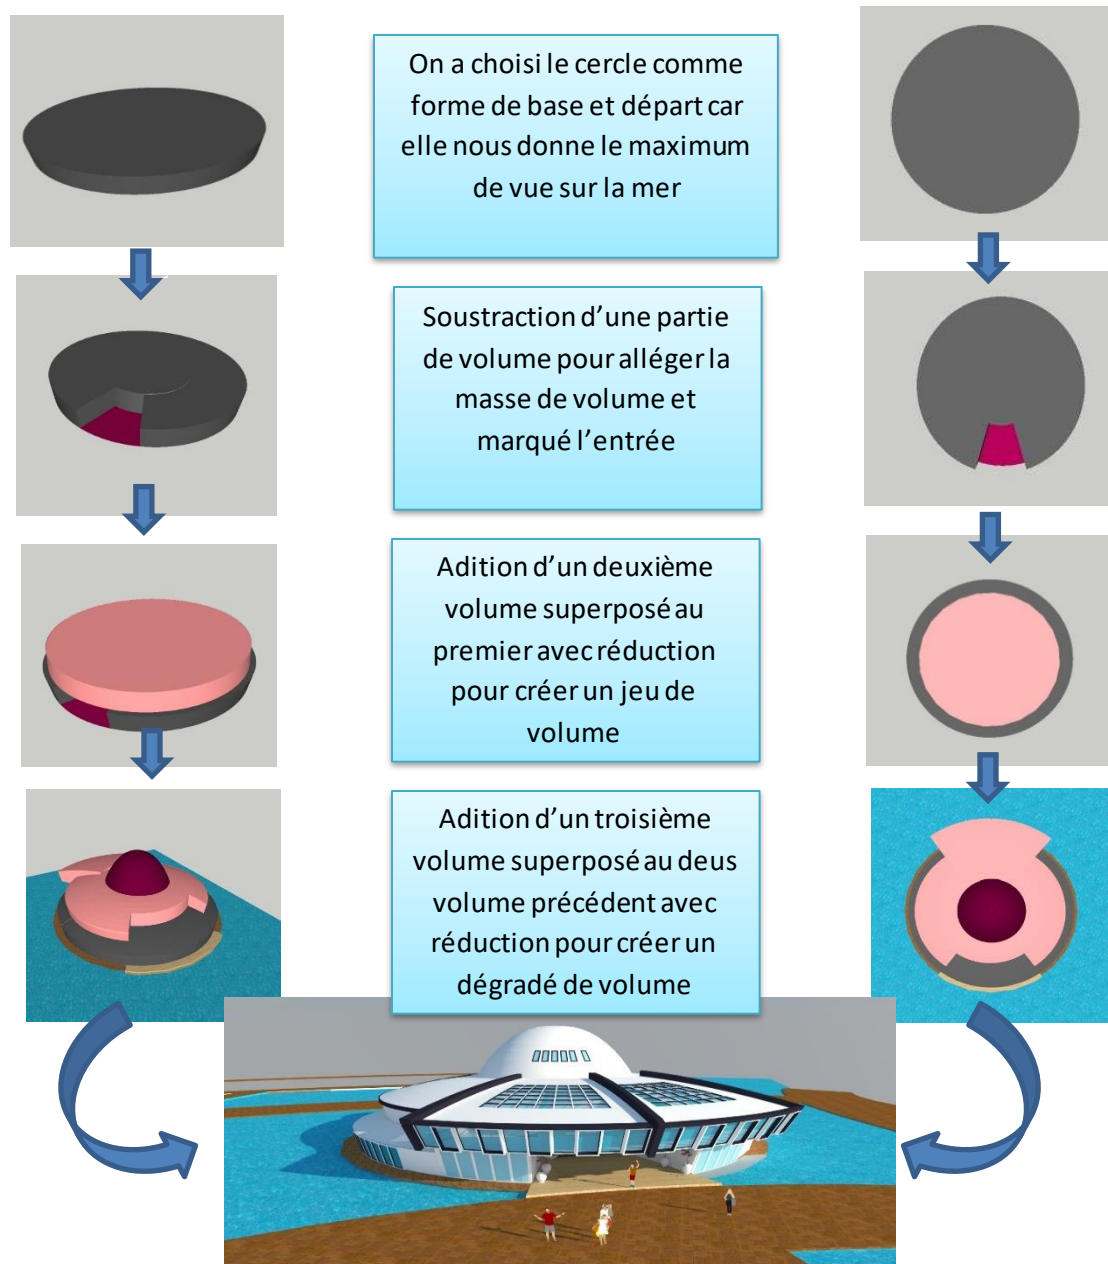 On a choisi le cercle comme
forme de base et départ car
elle nous donne le maximum
de vue sur la mer
Soustraction d’une partie
de volume pour alléger la
masse de volume et
marqué l’entrée
Adition d’un deuxième
volume superposé au
premier avec réduction
pour créer un jeu de
volume
Adition d’un troisième
volume superposé au deus
volume précédent avec
réduction pour créer un
dégradé de volume